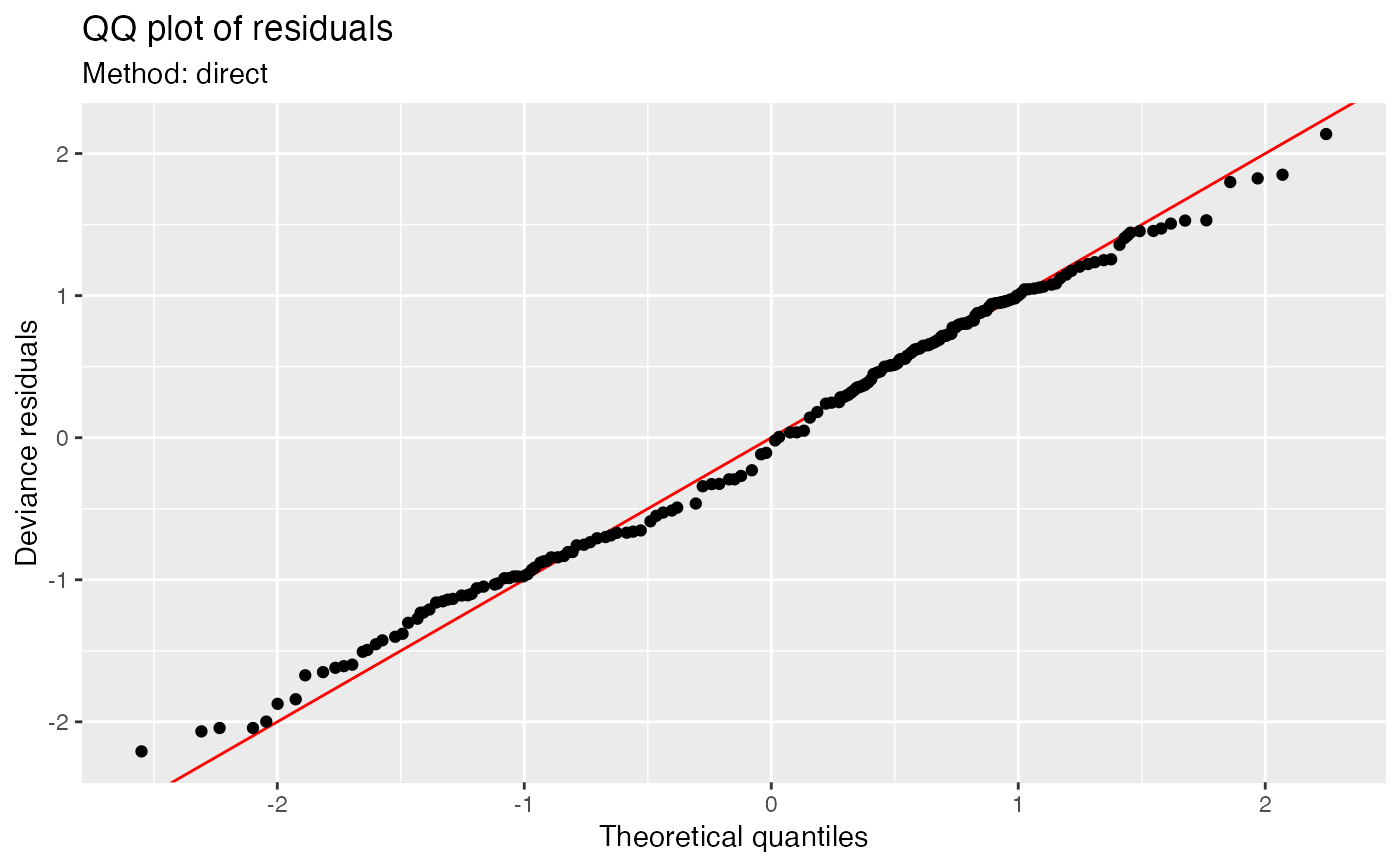 QQ plot of residuals
Method: direct
Deviance residuals
2
1
0
-1
-2
-2
-1
0
1
2
Theoretical quantiles